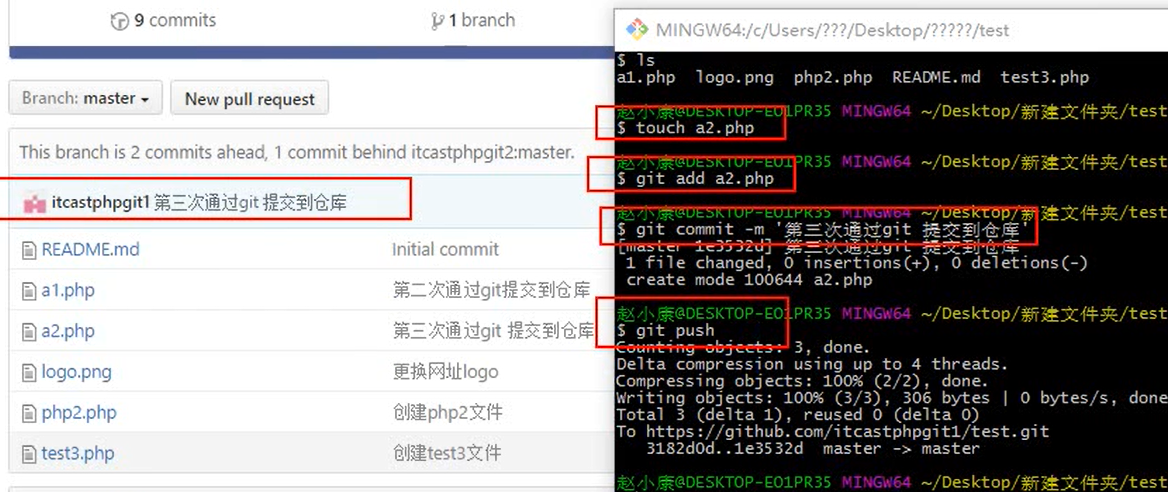 9 commits
1 branch
Branch: master
New pull request
This branch is 2 commits ahead, 1 commit behind itcastphpgit2:master.
itcastphpgit1 第三次通过git 提交到仓库
README.md Initial commit
a1.php 第二次通过git提交到仓库
a2.php 第三次通过git 提交到仓库
logo.png 更换网址logo
php2.php 创建php2文件
test3.php 创建test3文件
MINGW64:/c/Users/???/Desktop/?????/test
$ ls
a1.php logo.png php2.php README.md test3.php
赵小康@DESKTOP-EO1PR35 MINGW64 ~/Desktop/新建文件夹/test
$ touch a2.php
赵小康@DESKTOP-EO1PR35 MINGW64 ~/Desktop/新建文件夹/test
$ git add a2.php
赵小康@DESKTOP-EO1PR35 MINGW64 ~/Desktop/新建文件夹/test
$ git commit -m '第三次通过git 提交到仓库'
[master 1e3532d] 第三次通过git 提交到仓库
1 file changed, 0 insertions(+), 0 deletions(-)
create mode 100644 a2.php
赵小康@DESKTOP-EO1PR35 MINGW64 ~/Desktop/新建文件夹/test
$ git push
Counting objects: 3, done.
Delta compression using up to 4 threads.
Compressing objects: 100% (2/2), done.
Writing objects: 100% (3/3), 306 bytes | 0 bytes/s, done
Total 3 (delta 1), reused 0 (delta 0)
To https://github.com/itcastphpgit1/test.git
3182d0d..1e3532d master -> master
赵小康@DESKTOP-EO1PR35 MINGW64 ~/Desktop/新建文件夹/test